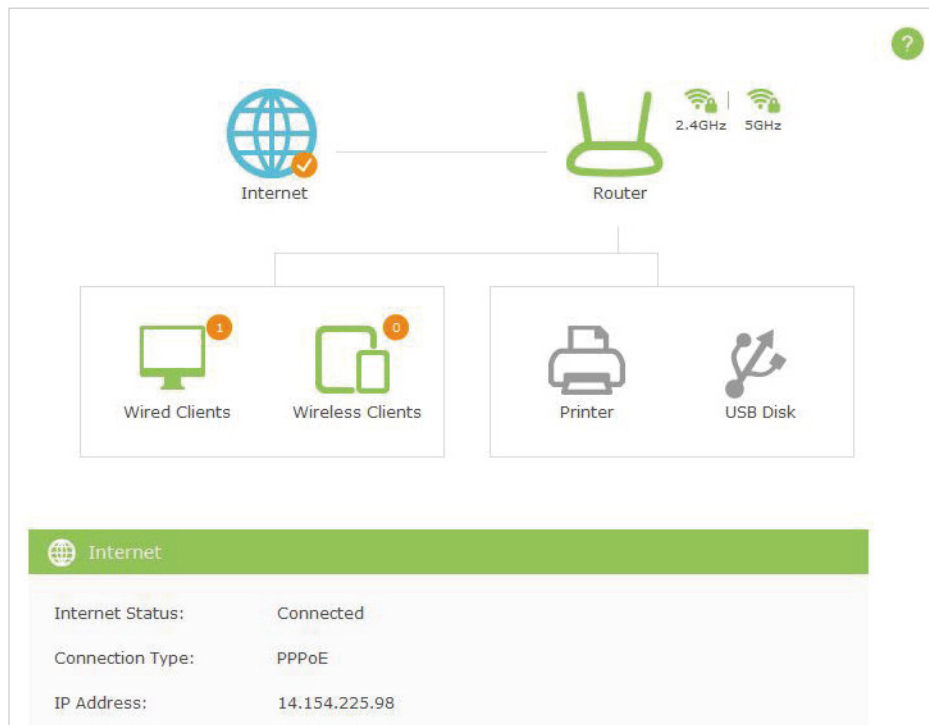 ?
2.4GHz 5GHz
Internet
Router
1
0
Wired Clients
Wireless Clients
Printer
USB Disk
Internet
Internet Status: Connected
Connection Type: PPPoE
IP Address: 14.154.225.98